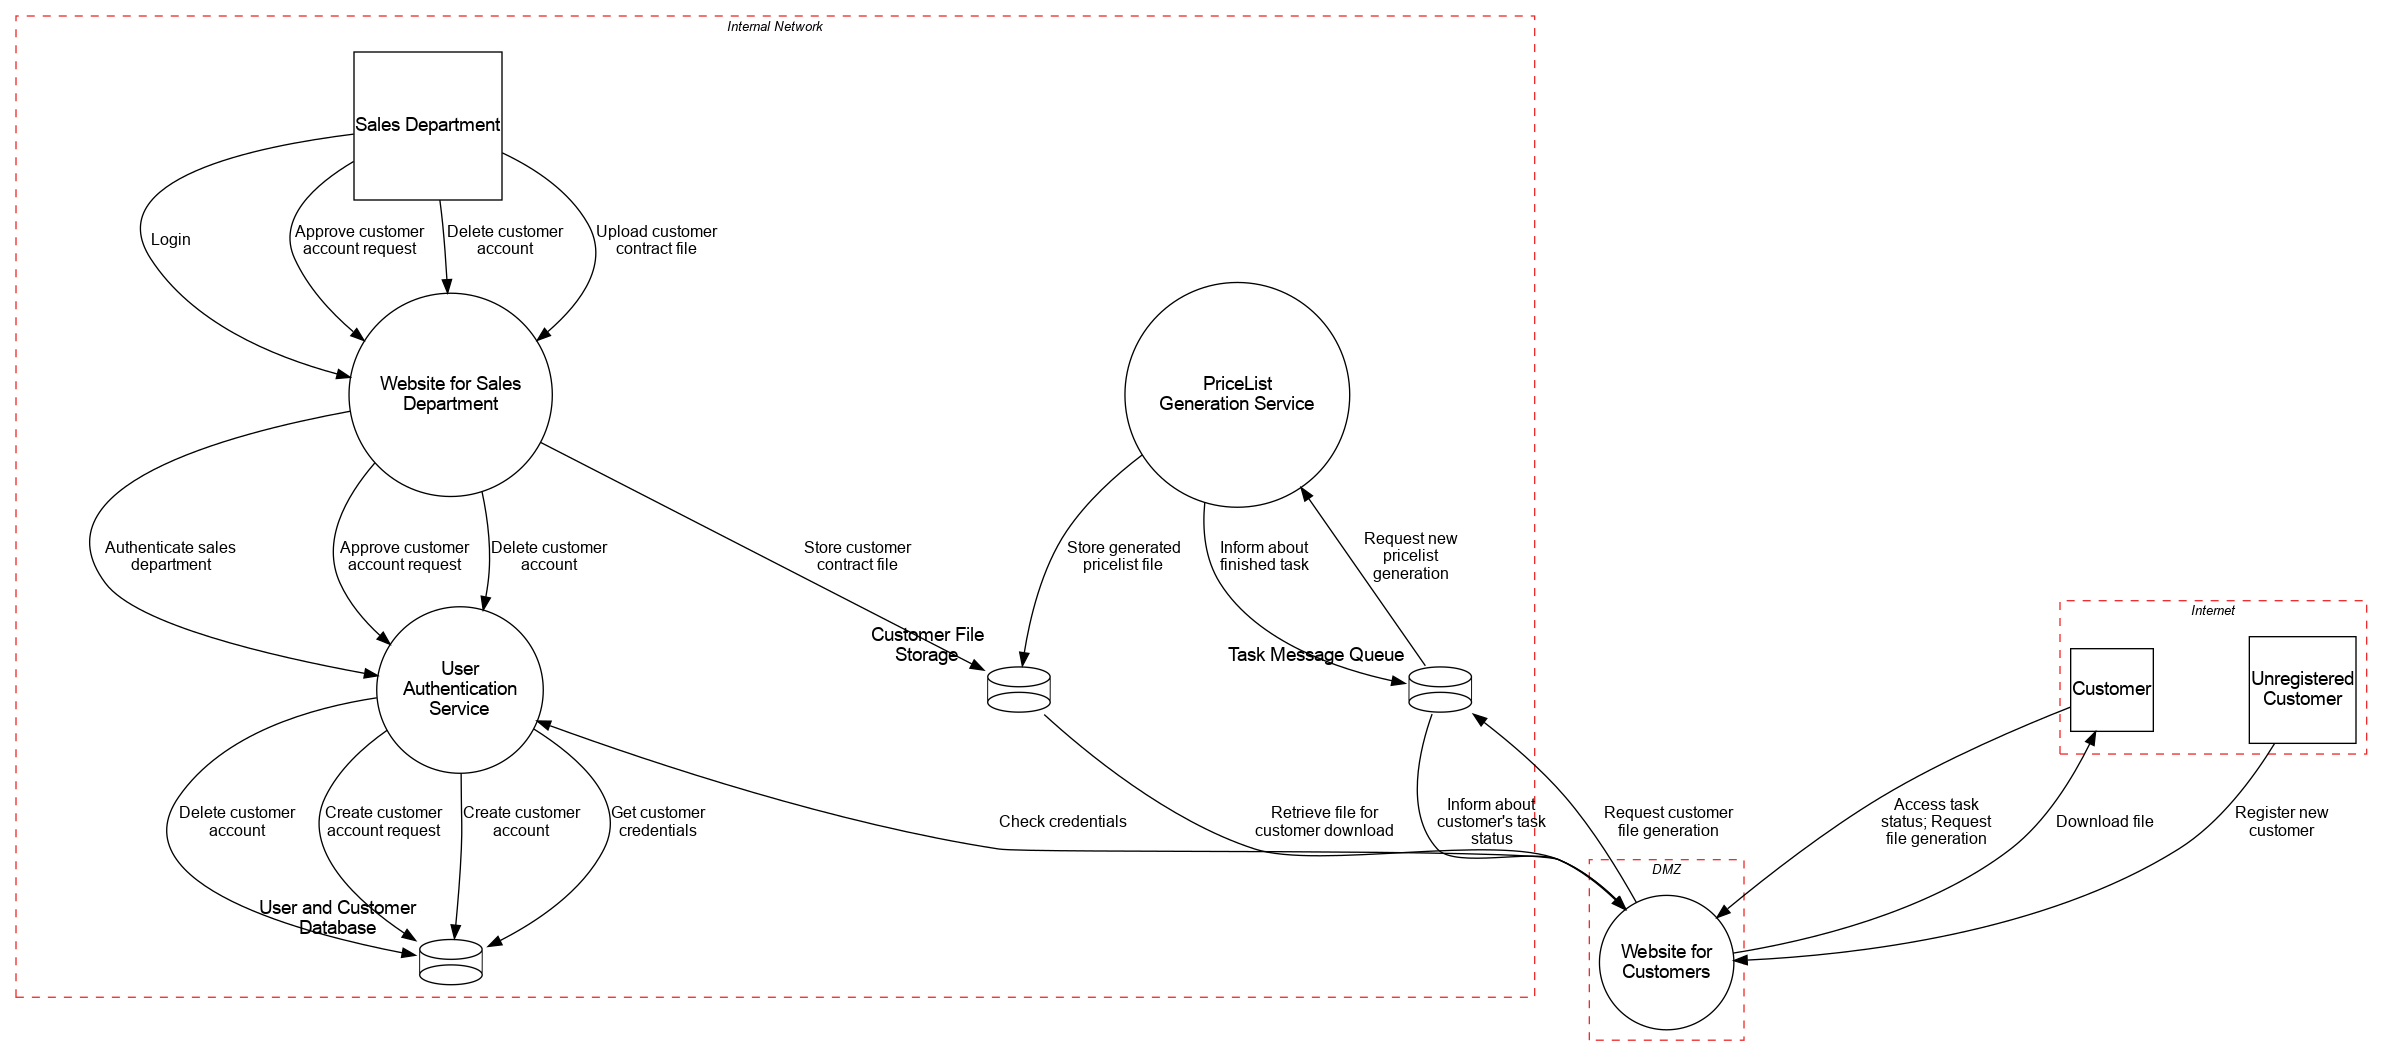 Internal Network
Sales Department
Login
Approve customer
account request
Delete customer
account
Upload customer
contract file
Website for Sales
Department
PriceList
Generation Service
Authenticate sales
department
Approve customer
account request
Delete customer
account
Store customer
contract file
Store generated
pricelist file
Inform about
finished task
Request new
pricelist
generation
Internet
Customer File
Storage
Task Message Queue
User
Authentication
Service
Customer
Unregistered
Customer
Delete customer
account
Create customer
account request
Create customer
account
Get customer
credentials
Check credentials
Retrieve file for
customer download
Inform about
customer's task
status
Request customer
file generation
Access task
status; Request
file generation
Download file
Register new
customer
DMZ
User and Customer
Database
Website for
Customers